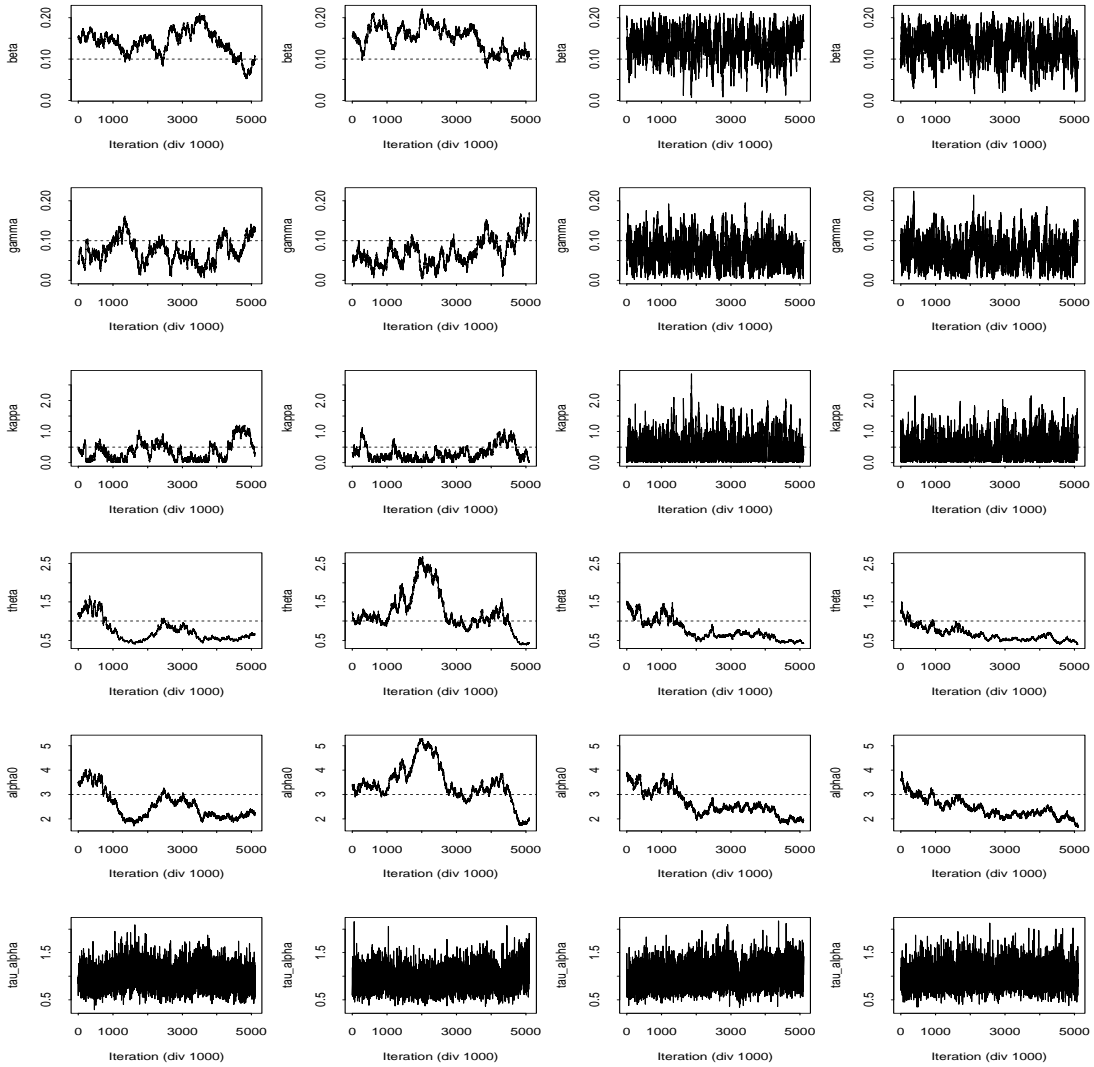 beta
0.0 0.10 0.20
0 1000 3000 5000
Iteration (div 1000)
beta
0.0 0.10 0.20
0 1000 3000 5000
Iteration (div 1000)
beta
0.0 0.10 0.20
0 1000 3000 5000
Iteration (div 1000)
beta
0.0 0.10 0.20
0 1000 3000 5000
Iteration (div 1000)
gamma
0.0 0.10 0.20
0 1000 3000 5000
Iteration (div 1000)
gamma
0.0 0.10 0.20
0 1000 3000 5000
Iteration (div 1000)
gamma
0.0 0.10 0.20
0 1000 3000 5000
Iteration (div 1000)
gamma
0.0 0.10 0.20
0 1000 3000 5000
Iteration (div 1000)
kappa
0.0 1.0 2.0
0 1000 3000 5000
Iteration (div 1000)
kappa
0.0 1.0 2.0
0 1000 3000 5000
Iteration (div 1000)
kappa
0.0 1.0 2.0
0 1000 3000 5000
Iteration (div 1000)
kappa
0.0 1.0 2.0
0 1000 3000 5000
Iteration (div 1000)
theta
0.5 1.5 2.5
0 1000 3000 5000
Iteration (div 1000)
theta
0.5 1.5 2.5
0 1000 3000 5000
Iteration (div 1000)
theta
0.5 1.5 2.5
0 1000 3000 5000
Iteration (div 1000)
theta
0.5 1.5 2.5
0 1000 3000 5000
Iteration (div 1000)
alpha0
2 3 4 5
0 1000 3000 5000
Iteration (div 1000)
alpha0
2 3 4 5
0 1000 3000 5000
Iteration (div 1000)
alpha0
2 3 4 5
0 1000 3000 5000
Iteration (div 1000)
alpha0
2 3 4 5
0 1000 3000 5000
Iteration (div 1000)
tau_alpha
0.5 1.5
0 1000 3000 5000
Iteration (div 1000)
tau_alpha
0.5 1.5
0 1000 3000 5000
Iteration (div 1000)
tau_alpha
0.5 1.5
0 1000 3000 5000
Iteration (div 1000)
tau_alpha
0.5 1.5
0 1000 3000 5000
Iteration (div 1000)